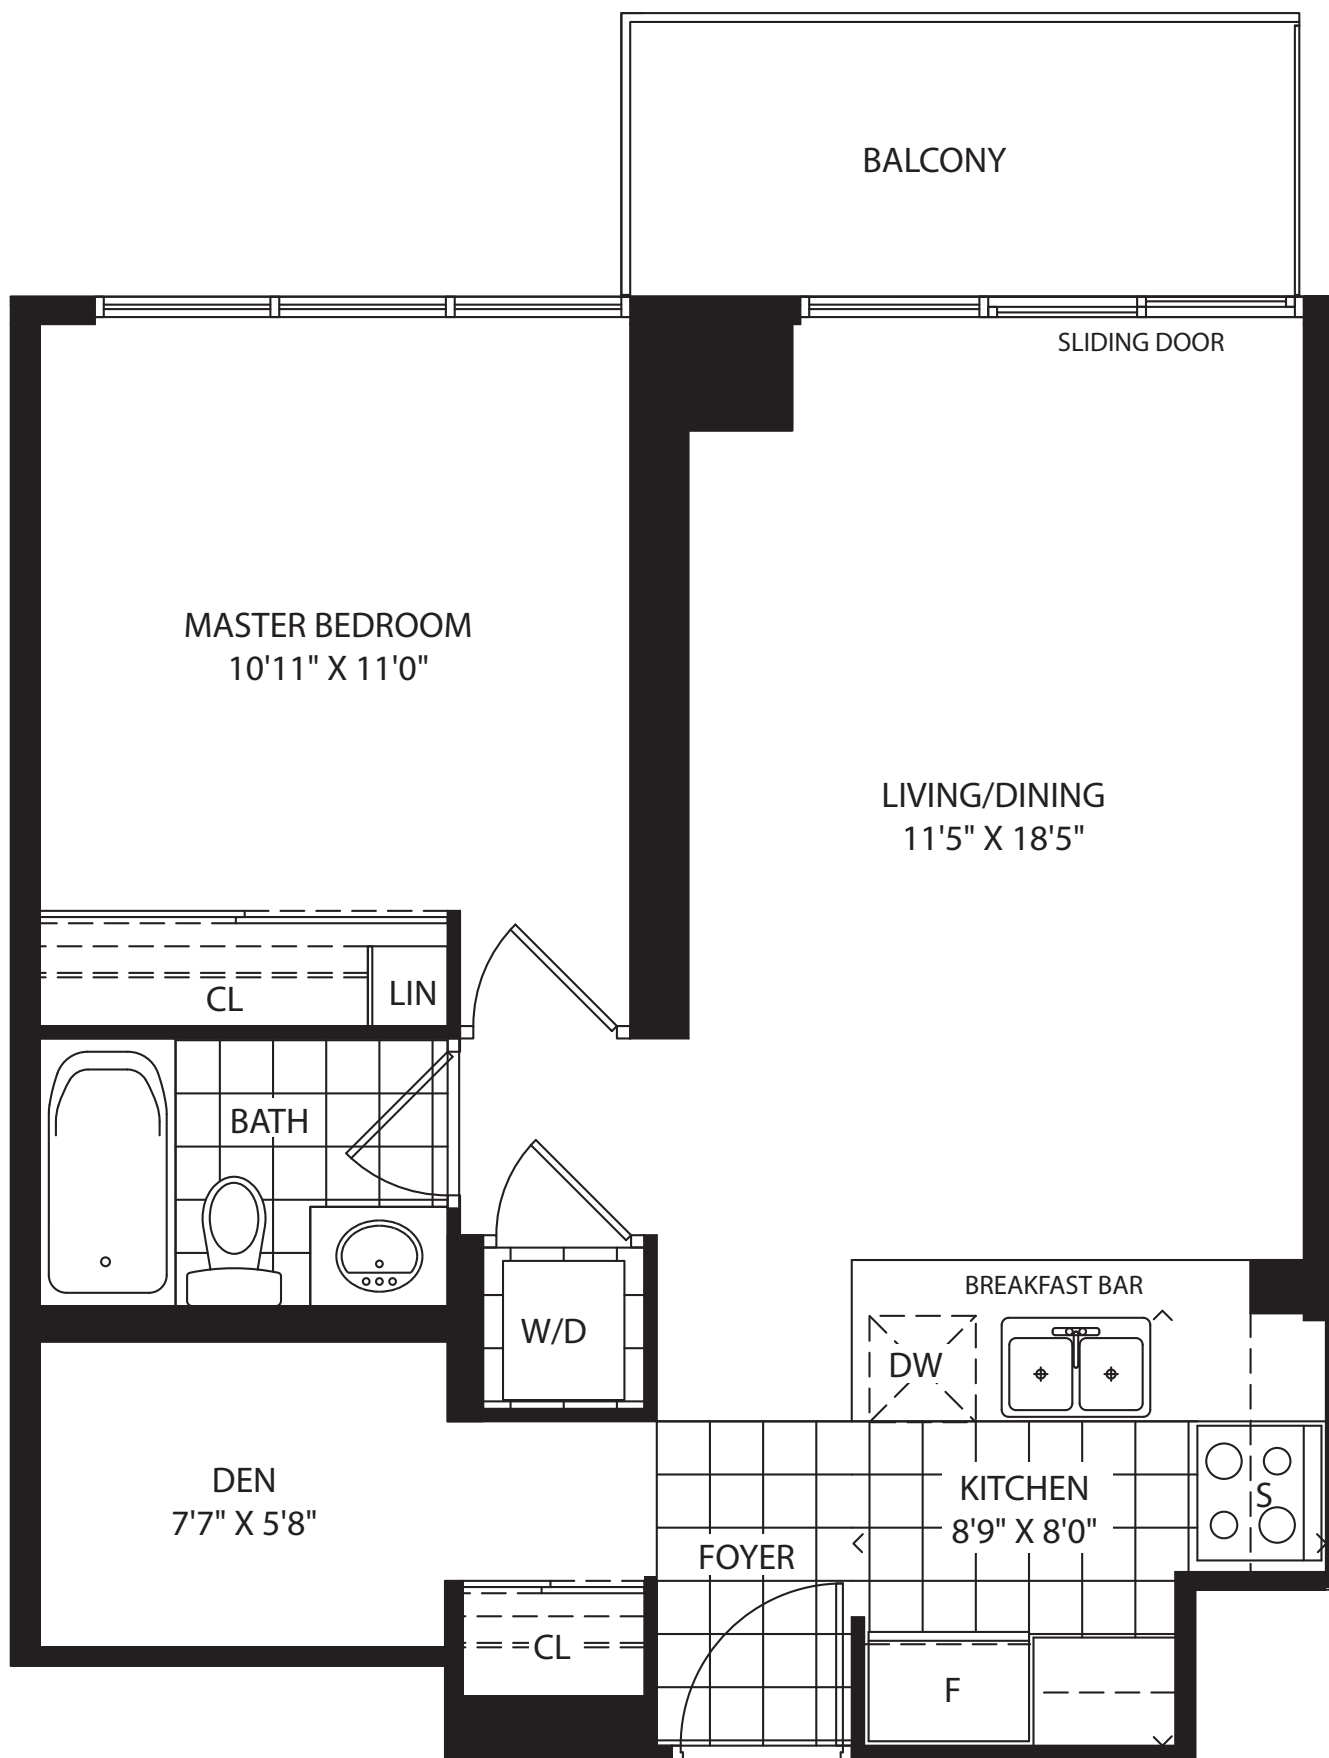 BALCONY
SLIDING DOOR
MASTER BEDROOM
10'11" X 11'0"
LIVING/DINING
11'5" X 18'5"
CL
LIN
BATH
BREAKFAST BAR
W/D
DW
DEN
7'7" X 5'8"
KITCHEN
8'9" X 8'0"
S
FOYER
CL
F